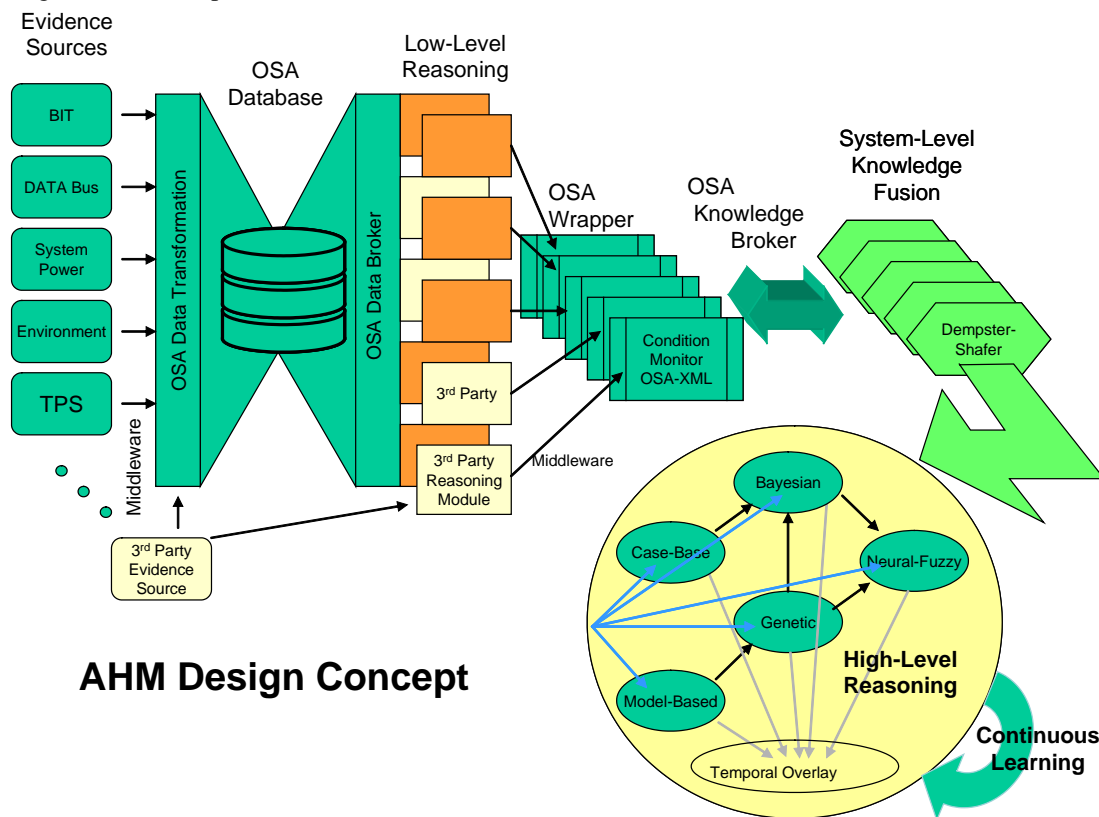 Evidence
Sources
BIT
DATA Bus
System
Power
Environment
TPS
Middleware
OSA Data Transformation
3rd Party
Evidence
Source
OSA
Database
OSA Data Broker
Low-Level
Reasoning
3rd Party
3rd Party
Reasoning
Module
Middleware
OSA
Wrapper
Condition
Monitor
OSA-XML
OSA
Knowledge
Broker
System-Level
Knowledge
Fusion
Dempster-
Shafer
Bayesian
Case-Base
Neural-Fuzzy
Genetic
Model-Based
High-Level
Reasoning
Temporal Overlay
Continuous
Learning
AHM Design Concept